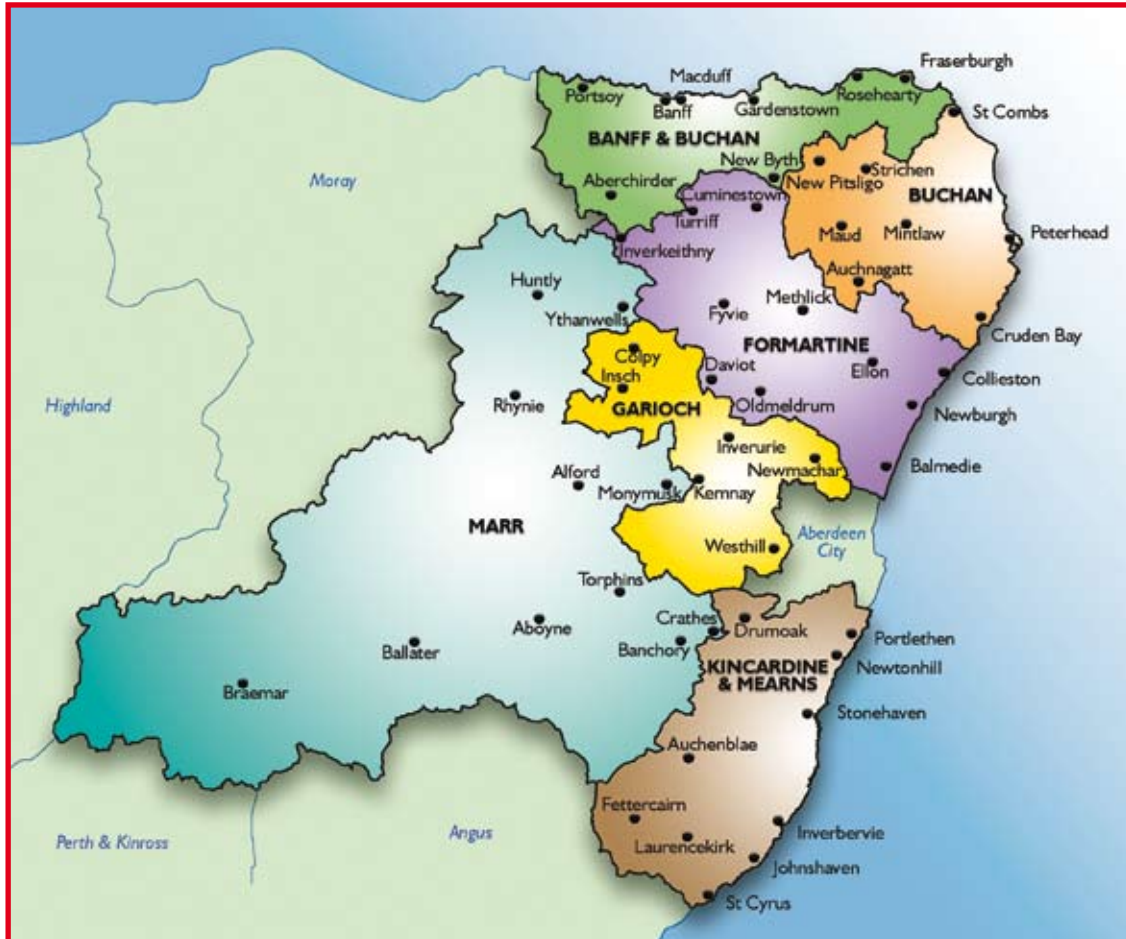 Fraserburgh
Macduff
Rosehearty
Portsoy
Banff
Gardenstown
St Combs
BANFF & BUCHAN
New Byth
Strichen
Moray
New Pitsligo
Aberchirder
Cuminestown
BUCHAN
Turriff
Maud
Mintlaw
Peterhead
Inverkeithny
Auchnagatt
Huntly
Methlick
Ythanwells
Fyvie
Cruden Bay
FORMARTINE
Colpy
Daviot
Ellon
Collieston
Insch
Highland
Rhynie
GARIOCH
Oldmeldrum
Newburgh
Inverurie
Alford
Newmachar
Balmedie
Monymusk
Kemnay
MARR
Aberdeen
City
Westhill
Torphins
Crathes
Aboyne
Drumoak
Portlethen
Ballater
Banchory
KINCARDINE
& MEARNS
Newtonhill
Braemar
Stonehaven
Auchenblae
Fettercairn
Angus
Inverbervie
Perth & Kinross
Laurencekirk
Johnshaven
St Cyrus